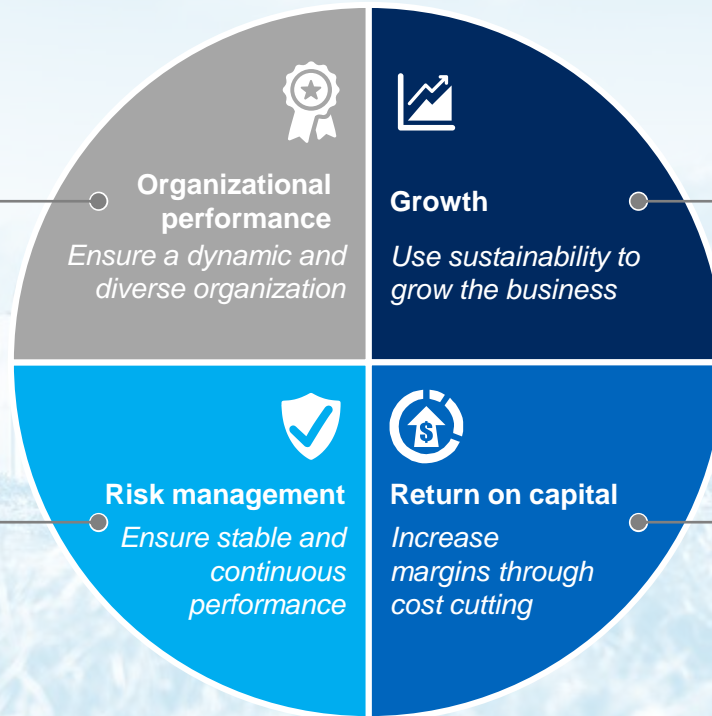 Organizational
performance
Ensure a dynamic and
diverse organization
Growth
Use sustainability to
grow the business
Risk management
Ensure stable and
continuous
performance
Return on capital
Increase
margins through
cost cutting
$